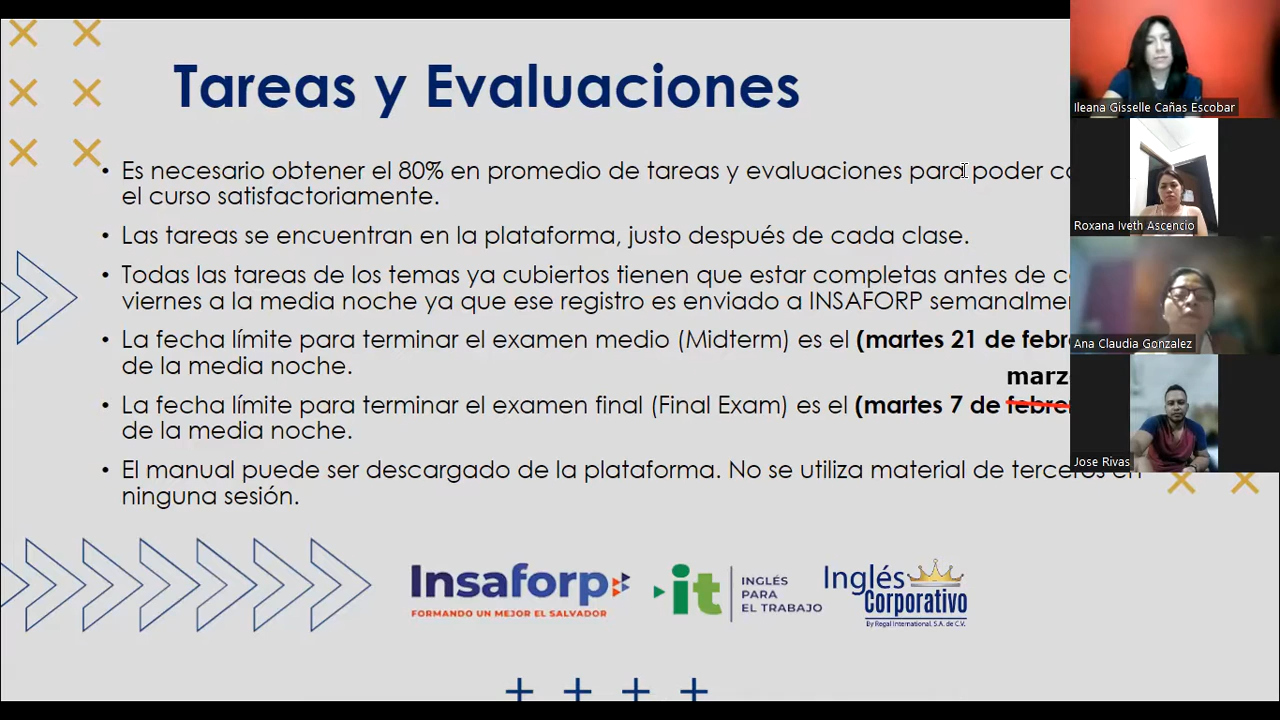 Tareas y Evaluaciones
• Es necesario obtener el 80% en promedio de tareas y evaluaciones para poder
el curso satisfactoriamente.
• Las tareas se encuentran en la plataforma, justo después de cada clase.
• Todas las tareas de los temas ya cubiertos tienen que estar completas antes de
viernes a la media noche ya que ese registro es enviado a INSAFORP
• La fecha límite para terminar el examen medio (Midterm) es el (martes 21 de
de la media noche.
• La fecha límite para terminar el examen final (Final Exam) es el (martes 7 de
de la media noche.
• El manual puede ser descargado de la plataforma. No se utiliza material de terceros en
ninguna sesión.
Insaforp
FORMANDO UN MEJOR EL SALVADOR
it
INGLÉS
PARA
EL TRABAJO
Inglés
Corporativo
By Regal International, S.A. de C.V.
Ileana Gisselle Cañas Escobar
Roxana Iveth Ascencio
Ana Claudia Gonzalez
Jose Rivas